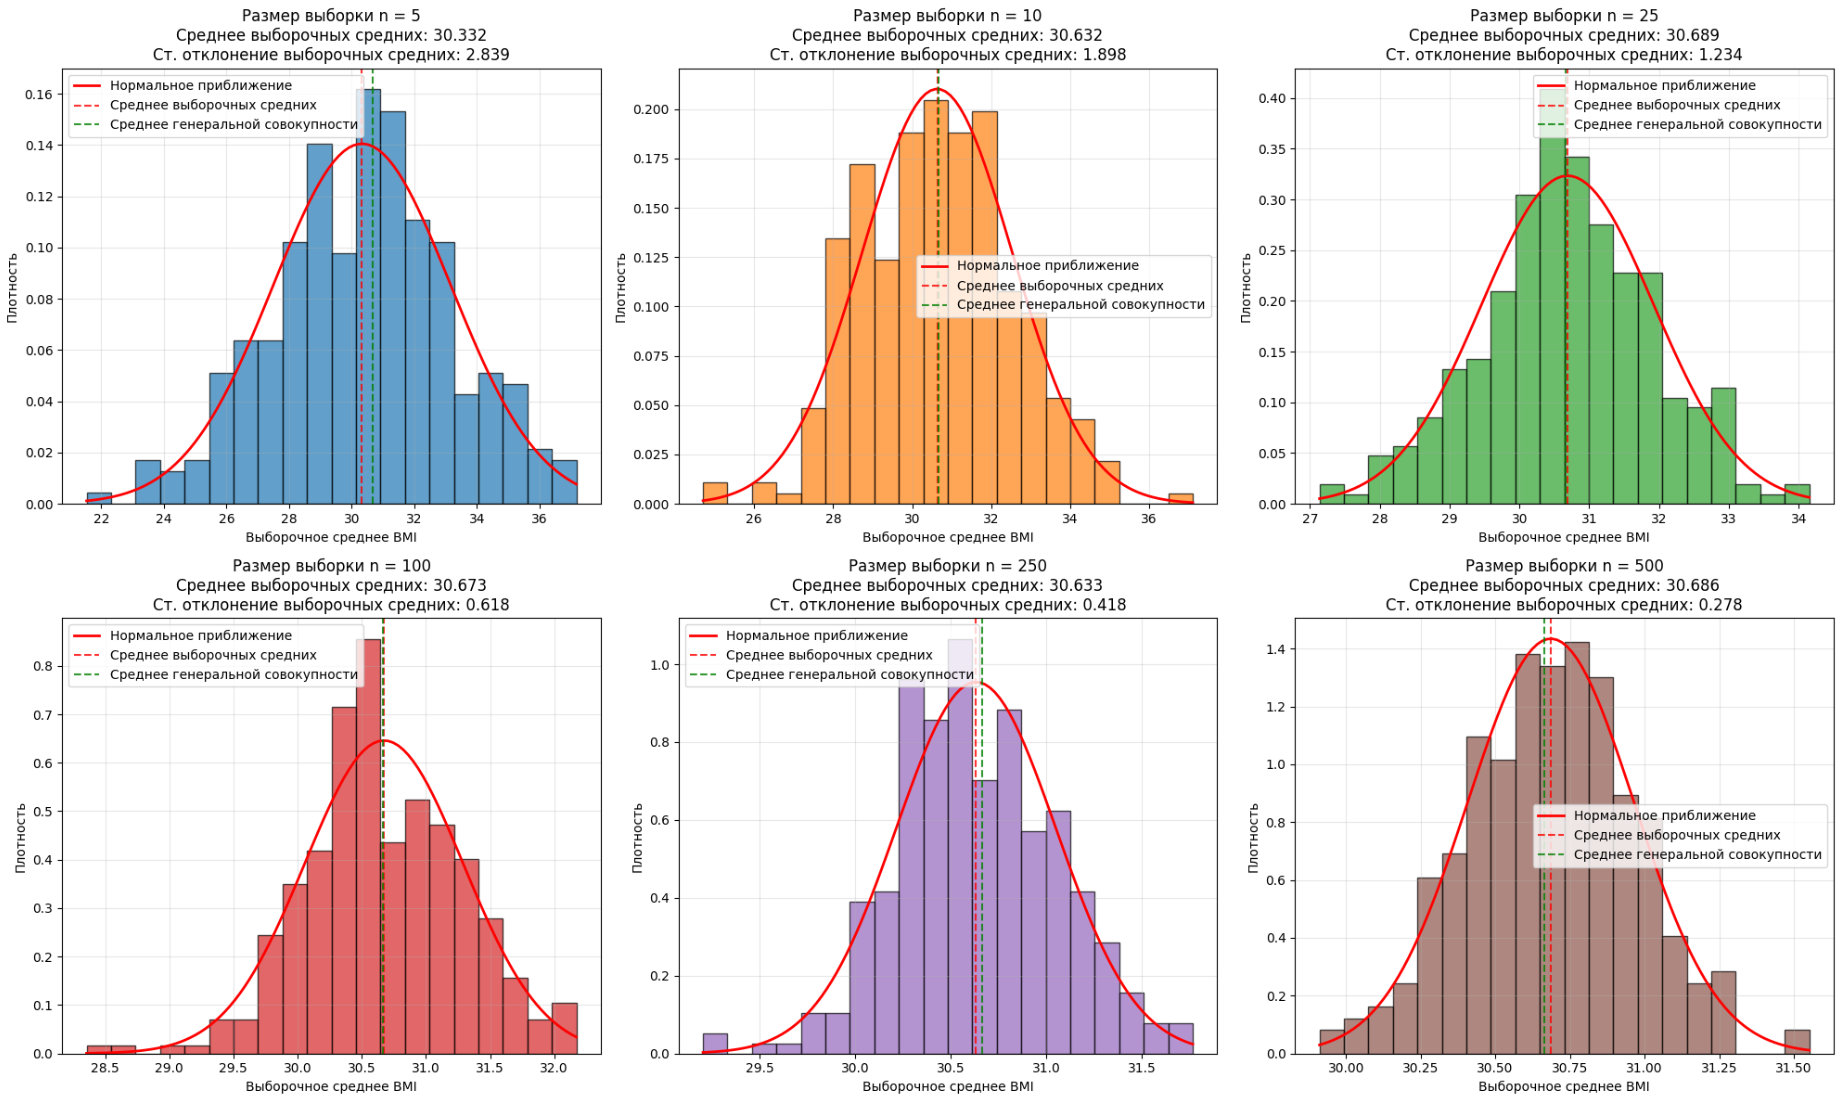 Размер выборки n = 5
Среднее выборочных средних: 30.332
Ст. отклонение выборочных средних: 2.839
Нормальное приближение
Среднее выборочных средних
Среднее генеральной совокупности
Плотность
0.16
0.14
0.12
0.10
0.08
0.06
0.04
0.02
0.00
22 24 26 28 30 32 34 36
Выборочное среднее BMI
Размер выборки n = 10
Среднее выборочных средних: 30.632
Ст. отклонение выборочных средних: 1.898
Нормальное приближение
Среднее выборочных средних
Среднее генеральной совокупности
Плотность
0.200
0.175
0.150
0.125
0.100
0.075
0.050
0.025
0.000
26 28 30 32 34 36
Выборочное среднее BMI
Размер выборки n = 25
Среднее выборочных средних: 30.689
Ст. отклонение выборочных средних: 1.234
Нормальное приближение
Среднее выборочных средних
Среднее генеральной совокупности
Плотность
0.40
0.35
0.30
0.25
0.20
0.15
0.10
0.05
0.00
27 28 29 30 31 32 33 34
Выборочное среднее BMI
Размер выборки n = 100
Среднее выборочных средних: 30.673
Ст. отклонение выборочных средних: 0.618
Нормальное приближение
Среднее выборочных средних
Среднее генеральной совокупности
Плотность
0.8
0.7
0.6
0.5
0.4
0.3
0.2
0.1
0.0
28.5 29.0 29.5 30.0 30.5 31.0 31.5 32.0
Выборочное среднее BMI
Размер выборки n = 250
Среднее выборочных средних: 30.633
Ст. отклонение выборочных средних: 0.418
Нормальное приближение
Среднее выборочных средних
Среднее генеральной совокупности
Плотность
1.0
0.8
0.6
0.4
0.2
0.0
29.5 30.0 30.5 31.0 31.5
Выборочное среднее BMI
Размер выборки n = 500
Среднее выборочных средних: 30.686
Ст. отклонение выборочных средних: 0.278
Нормальное приближение
Среднее выборочных средних
Среднее генеральной совокупности
Плотность
1.4
1.2
1.0
0.8
0.6
0.4
0.2
0.0
30.00 30.25 30.50 30.75 31.00 31.25 31.50
Выборочное среднее BMI